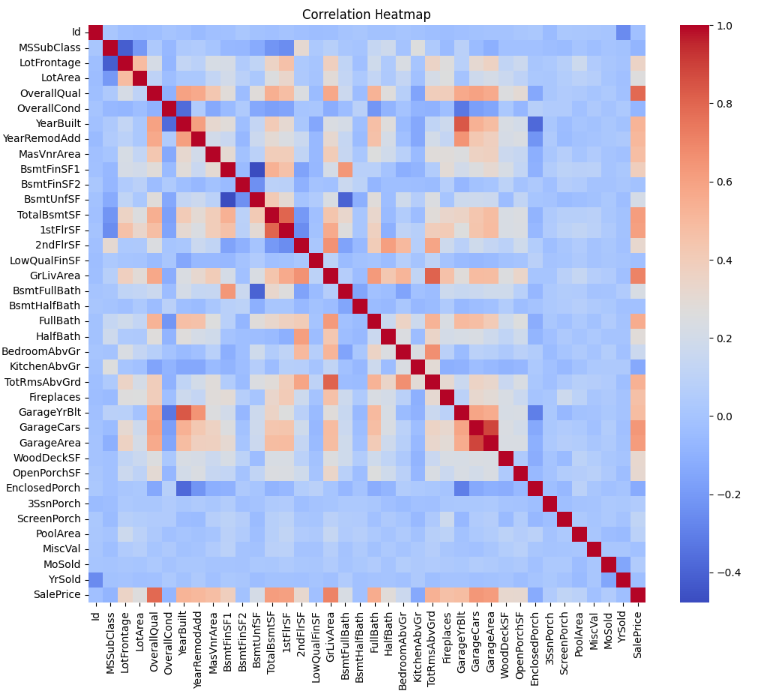 Correlation Heatmap
Id
MSSubClass
LotFrontage
LotArea
OverallQual
OverallCond
YearBuilt
YearRemodAdd
MasVnrArea
BsmtFinSF1
BsmtFinSF2
BsmtUnfSF
TotalBsmtSF
1stFlrSF
2ndFlrSF
LowQualFinSF
GrLivArea
BsmtFullBath
BsmtHalfBath
FullBath
HalfBath
BedroomAbvGr
KitchenAbvGr
TotRmsAbvGrd
Fireplaces
GarageYrBlt
GarageCars
GarageArea
WoodDeckSF
OpenPorchSF
EnclosedPorch
3SsnPorch
ScreenPorch
PoolArea
MiscVal
MoSold
YrSold
SalePrice
Id
MSSubClass
LotFrontage
LotArea
OverallQual
OverallCond
YearBuilt
YearRemodAdd
MasVnrArea
BsmtFinSF1
BsmtFinSF2
BsmtUnfSF
TotalBsmtSF
1stFlrSF
2ndFlrSF
LowQualFinSF
GrLivArea
BsmtFullBath
BsmtHalfBath
FullBath
HalfBath
BedroomAbvGr
KitchenAbvGr
TotRmsAbvGrd
Fireplaces
GarageYrBlt
GarageCars
GarageArea
WoodDeckSF
OpenPorchSF
EnclosedPorch
3SsnPorch
ScreenPorch
PoolArea
MiscVal
MoSold
YrSold
SalePrice
1.0
0.8
0.6
0.4
0.2
0.0
−0.2
−0.4